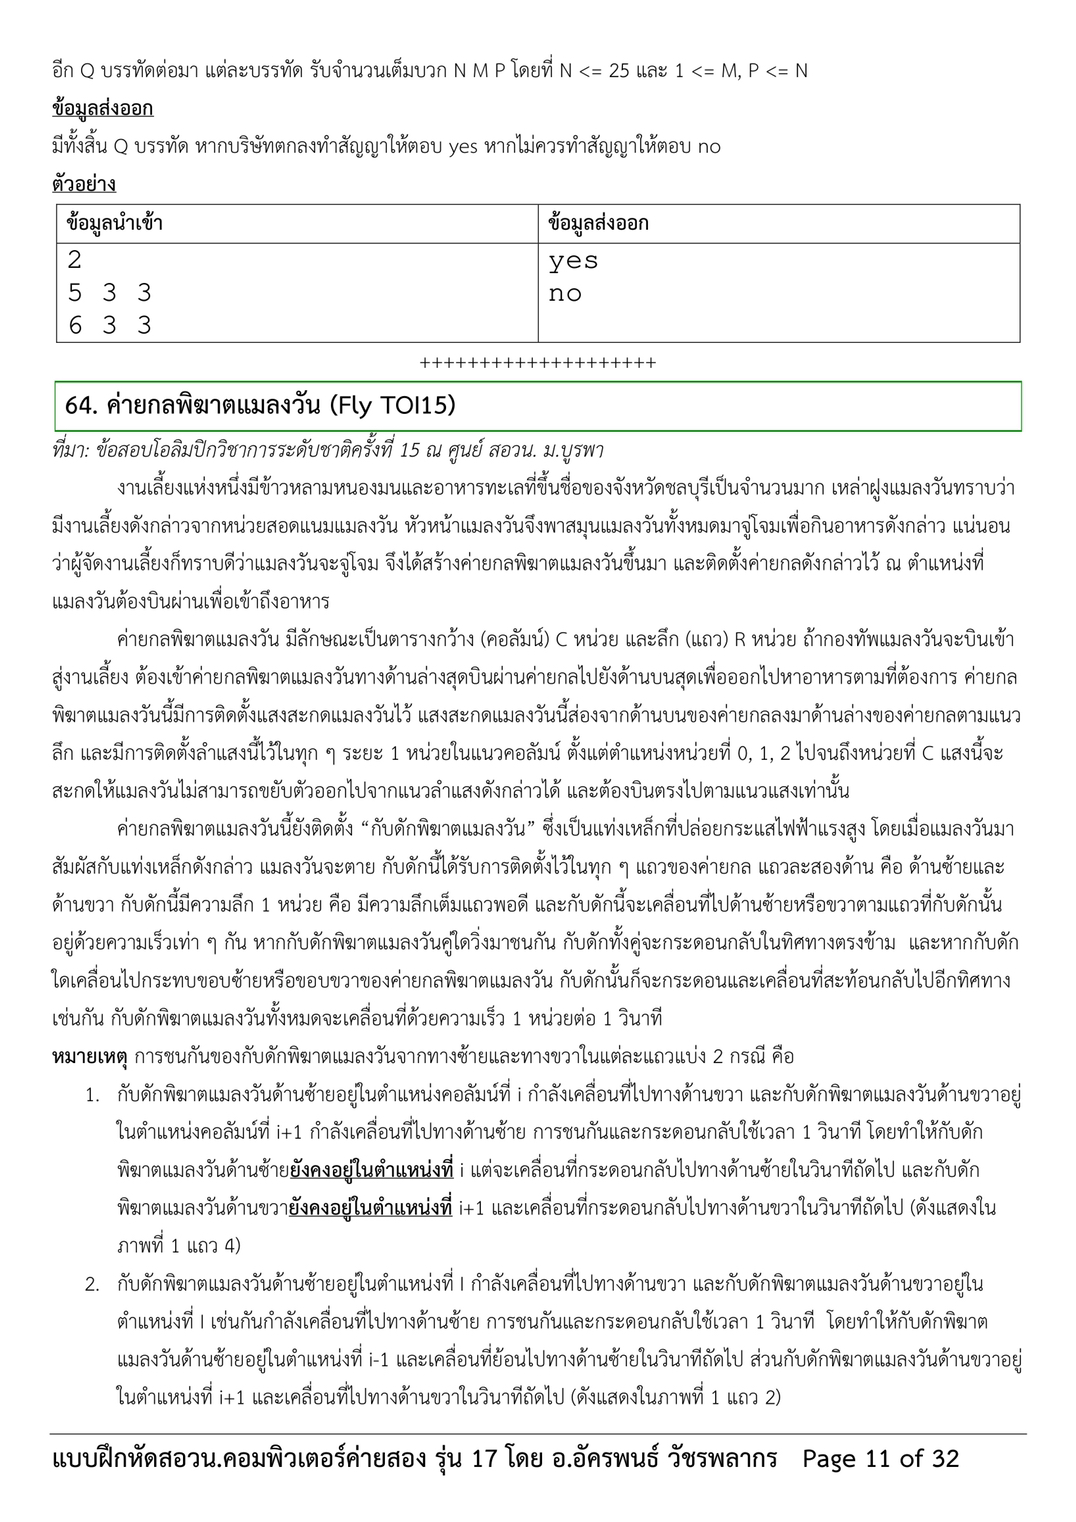 อีก Q บรรทัดต่อมา แต่ละบรรทัด รับจำนวนเต็มบวก N M P โดยที่ N <= 25 และ 1 <= M, P <= N
ข้อมูลส่งออก
มีทั้งสิ้น Q บรรทัด หากบริษัทตกลงทำสัญญาให้ตอบ yes หากไม่ควรทำสัญญาให้ตอบ no
ตัวอย่าง
ข้อมูลนำเข้า ข้อมูลส่งออก
2 yes
5 3 3 no
6 3 3
++++++++++++++++++++
64. ค่ายกลพิฆาตแมลงวัน (Fly TOI15)
ที่มา: ข้อสอบโอลิมปิกวิชาการระดับชาติครั้งที่ 15 ณ ศูนย์ สอวน. ม.บูรพา
งานเลี้ยงแห่งหนึ่งมีข้าวหลามหนองมนและอาหารทะเลที่ขึ้นชื่อของจังหวัดชลบุรีเป็นจำนวนมาก เหล่าฝูงแมลงวันทราบว่า
มีงานเลี้ยงดังกล่าวจากหน่วยสอดแนมแมลงวัน หัวหน้าแมลงวันจึงพาสมุนแมลงวันทั้งหมดมาจู่โจมเพื่อกินอาหารดังกล่าว แน่นอน
ว่าผู้จัดงานเลี้ยงก็ทราบดีว่าแมลงวันจะจู่โจม จึงได้สร้างค่ายกลพิฆาตแมลงวันขึ้นมา และติดตั้งค่ายกลดังกล่าวไว้ ณ ตำแหน่งที่
แมลงวันต้องบินผ่านเพื่อเข้าถึงอาหาร
ค่ายกลพิฆาตแมลงวัน มีลักษณะเป็นตารางกว้าง (คอลัมน์) C หน่วย และลึก (แถว) R หน่วย ถ้ากองทัพแมลงวันจะบินเข้า
สู่งานเลี้ยง ต้องเข้าค่ายกลพิฆาตแมลงวันทางด้านล่างสุดบินผ่านค่ายกลไปยังด้านบนสุดเพื่อออกไปหาอาหารตามที่ต้องการ ค่ายกล
พิฆาตแมลงวันนี้มีการติดตั้งแสงสะกดแมลงวันไว้ แสงสะกดแมลงวันนี้ส่องจากด้านบนของค่ายกลลงมาด้านล่างของค่ายกลตามแนว
ลึก และมีการติดตั้งลำแสงนี้ไว้ในทุก ๆ ระยะ 1 หน่วยในแนวคอลัมน์ ตั้งแต่ตำแหน่งหน่วยที่ 0, 1, 2 ไปจนถึงหน่วยที่ C แสงนี้จะ
สะกดให้แมลงวันไม่สามารถขยับตัวออกไปจากแนวลำแสงดังกล่าวได้ และต้องบินตรงไปตามแนวแสงเท่านั้น
ค่ายกลพิฆาตแมลงวันนี้ยังติดตั้ง “กับดักพิฆาตแมลงวัน” ซึ่งเป็นแท่งเหล็กที่ปล่อยกระแสไฟฟ้าแรงสูง โดยเมื่อแมลงวันมา
สัมผัสกับแท่งเหล็กดังกล่าว แมลงวันจะตาย กับดักนี้ได้รับการติดตั้งไว้ในทุก ๆ แถวของค่ายกล แถวละสองด้าน คือ ด้านซ้ายและ
ด้านขวา กับดักนี้มีความลึก 1 หน่วย คือ มีความลึกเต็มแถวพอดี และกับดักนี้จะเคลื่อนที่ไปด้านซ้ายหรือขวาตามแถวที่กับดักนั้น
อยู่ด้วยความเร็วเท่า ๆ กัน หากกับดักพิฆาตแมลงวันคู่ใดวิ่งมาชนกัน กับดักทั้งคู่จะกระดอนกลับในทิศทางตรงข้าม และหากกับดัก
ใดเคลื่อนไปกระทบขอบซ้ายหรือขอบขวาของค่ายกลพิฆาตแมลงวัน กับดักนั้นก็จะกระดอนและเคลื่อนที่สะท้อนกลับไปอีกทิศทาง
เช่นกัน กับดักพิฆาตแมลงวันทั้งหมดจะเคลื่อนที่ด้วยความเร็ว 1 หน่วยต่อ 1 วินาที
หมายเหตุ การชนกันของกับดักพิฆาตแมลงวันจากทางซ้ายและทางขวาในแต่ละแถวแบ่ง 2 กรณี คือ
1. กับดักพิฆาตแมลงวันด้านซ้ายอยู่ในตำแหน่งคอลัมน์ที่ i กำลังเคลื่อนที่ไปทางด้านขวา และกับดักพิฆาตแมลงวันด้านขวาอยู่
ในตำแหน่งคอลัมน์ที่ i+1 กำลังเคลื่อนที่ไปทางด้านซ้าย การชนกันและกระดอนกลับใช้เวลา 1 วินาที โดยทำให้กับดัก
พิฆาตแมลงวันด้านซ้ายยังคงอยู่ในตำแหน่งที่ i แต่จะเคลื่อนที่กระดอนกลับไปทางด้านซ้ายในวินาทีถัดไป และกับดัก
พิฆาตแมลงวันด้านขวายังคงอยู่ในตำแหน่งที่ i+1 และเคลื่อนที่กระดอนกลับไปทางด้านขวาในวินาทีถัดไป (ดังแสดงใน
ภาพที่ 1 แถว 4)
2. กับดักพิฆาตแมลงวันด้านซ้ายอยู่ในตำแหน่งที่ I กำลังเคลื่อนที่ไปทางด้านขวา และกับดักพิฆาตแมลงวันด้านขวาอยู่ใน
ตำแหน่งที่ I เช่นกันกำลังเคลื่อนที่ไปทางด้านซ้าย การชนกันและกระดอนกลับใช้เวลา 1 วินาที โดยทำให้กับดักพิฆาต
แมลงวันด้านซ้ายอยู่ในตำแหน่งที่ i-1 และเคลื่อนที่ย้อนไปทางด้านซ้ายในวินาทีถัดไป ส่วนกับดักพิฆาตแมลงวันด้านขวาอยู่
ในตำแหน่งที่ i+1 และเคลื่อนที่ไปทางด้านขวาในวินาทีถัดไป (ดังแสดงในภาพที่ 1 แถว 2)
แบบฝึกหัดสอวน.คอมพิวเตอร์ค่ายสอง รุ่น 17 โดย อ.อัครพนธ์ วัชรพลากร Page 11 of 32